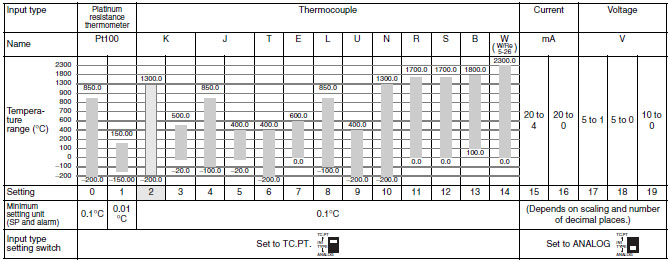 Input type Platinum resistance thermometer Thermocouple Current Voltage
Name Pt100 K J T E L U N R S B W (W/Re 5-26) mA V
Temperature range (°C)
2300
1800
1300
900
800
700
600
400
200
100
0
-100
-200
2300.0
1700.0 1700.0 1800.0
1300.0 1300.0
850.0 850.0 850.0
500.0 600.0
400.0 400.0 400.0
150.00
100.0
0.0 0.0 0.0 0.0
-20.0 -100.0 -20.0 -100.0
-200.0 -150.00 -200.0 -200.0 -200.0 -200.0
20 to 4 20 to 0 5 to 1 5 to 0 10 to 0
Setting 0 1 2 3 4 5 6 7 8 9 10 11 12 13 14 15 16 17 18 19
Minimum setting unit (SP and alarm) 0.1°C 0.01 °C 0.1°C (Depends on scaling and number of decimal places.)
Input type setting switch Set to TC.PT. TC.PT IN TYPE ANALOG Set to ANALOG TC.PT IN TYPE ANALOG